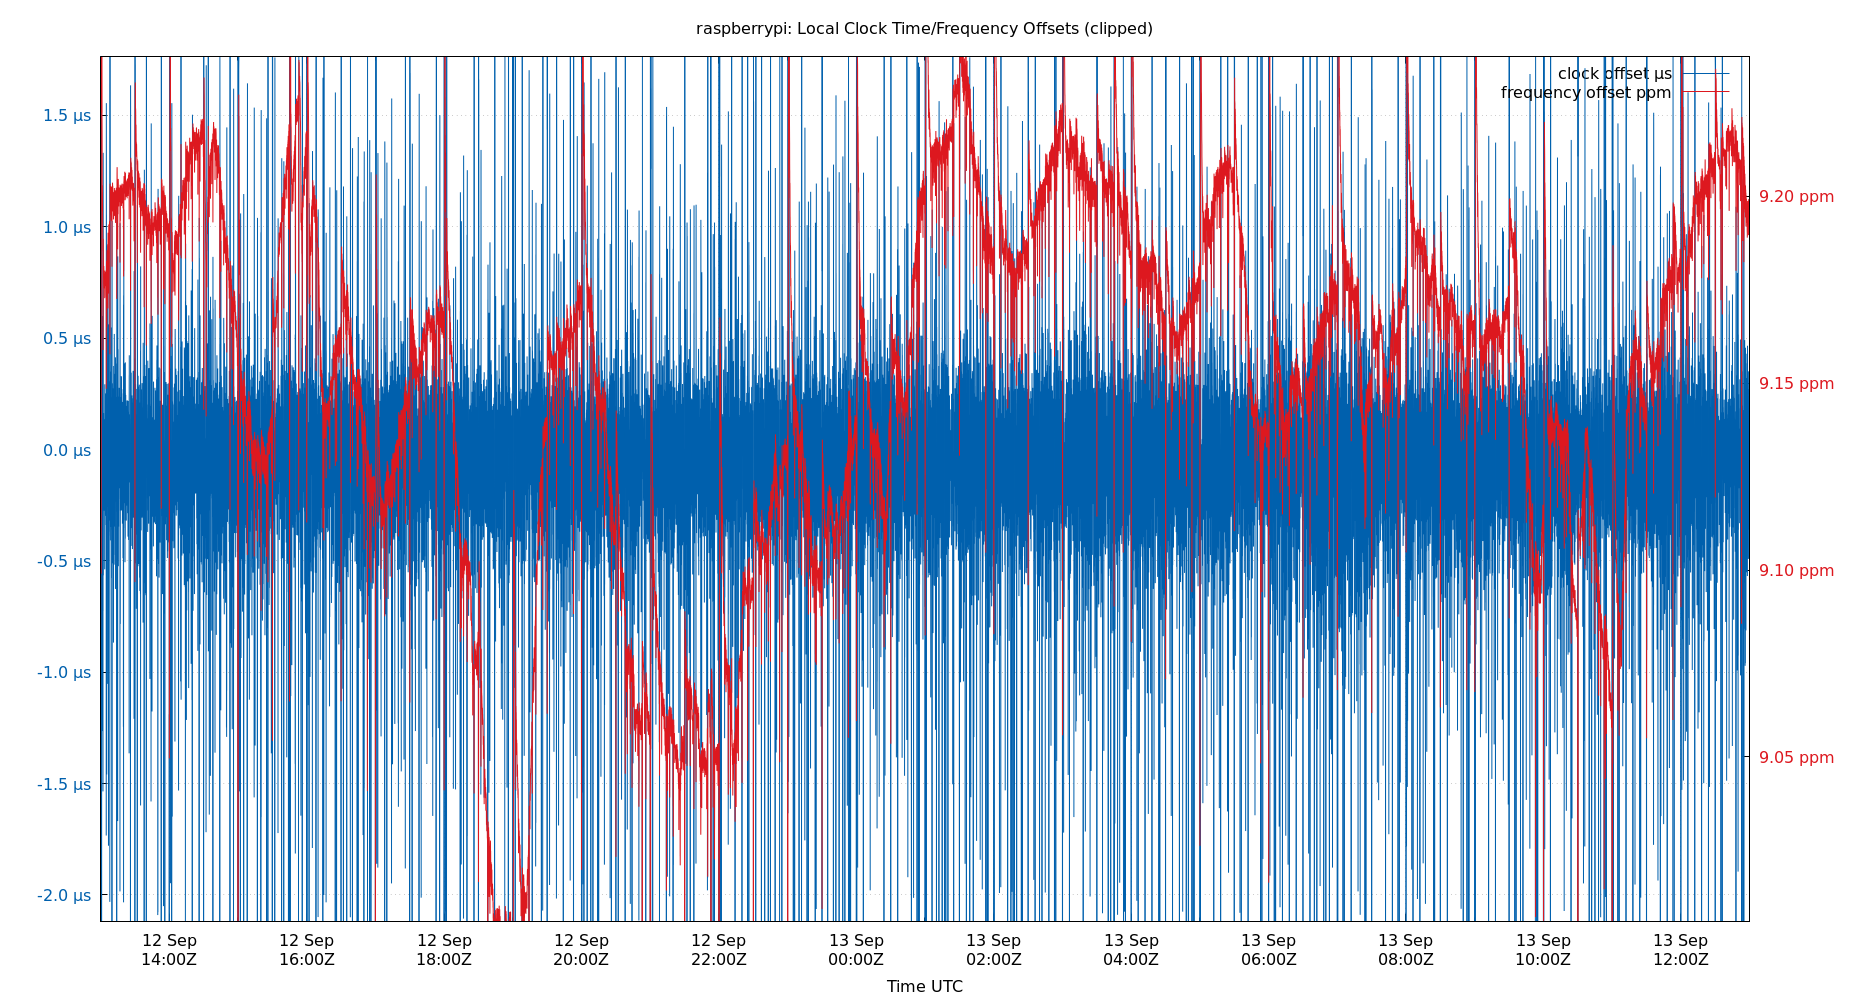 raspberrypi: Local Clock Time/Frequency Offsets (clipped)
clock offset µs
frequency offset ppm
1.5 µs
1.0 µs
0.5 µs
0.0 µs
-0.5 µs
-1.0 µs
-1.5 µs
-2.0 µs
9.20 ppm
9.15 ppm
9.10 ppm
9.05 ppm
12 Sep 12 Sep 12 Sep 12 Sep 12 Sep 13 Sep 13 Sep 13 Sep 13 Sep 13 Sep 13 Sep 13 Sep
14:00Z 16:00Z 18:00Z 20:00Z 22:00Z 00:00Z 02:00Z 04:00Z 06:00Z 08:00Z 10:00Z 12:00Z
Time UTC